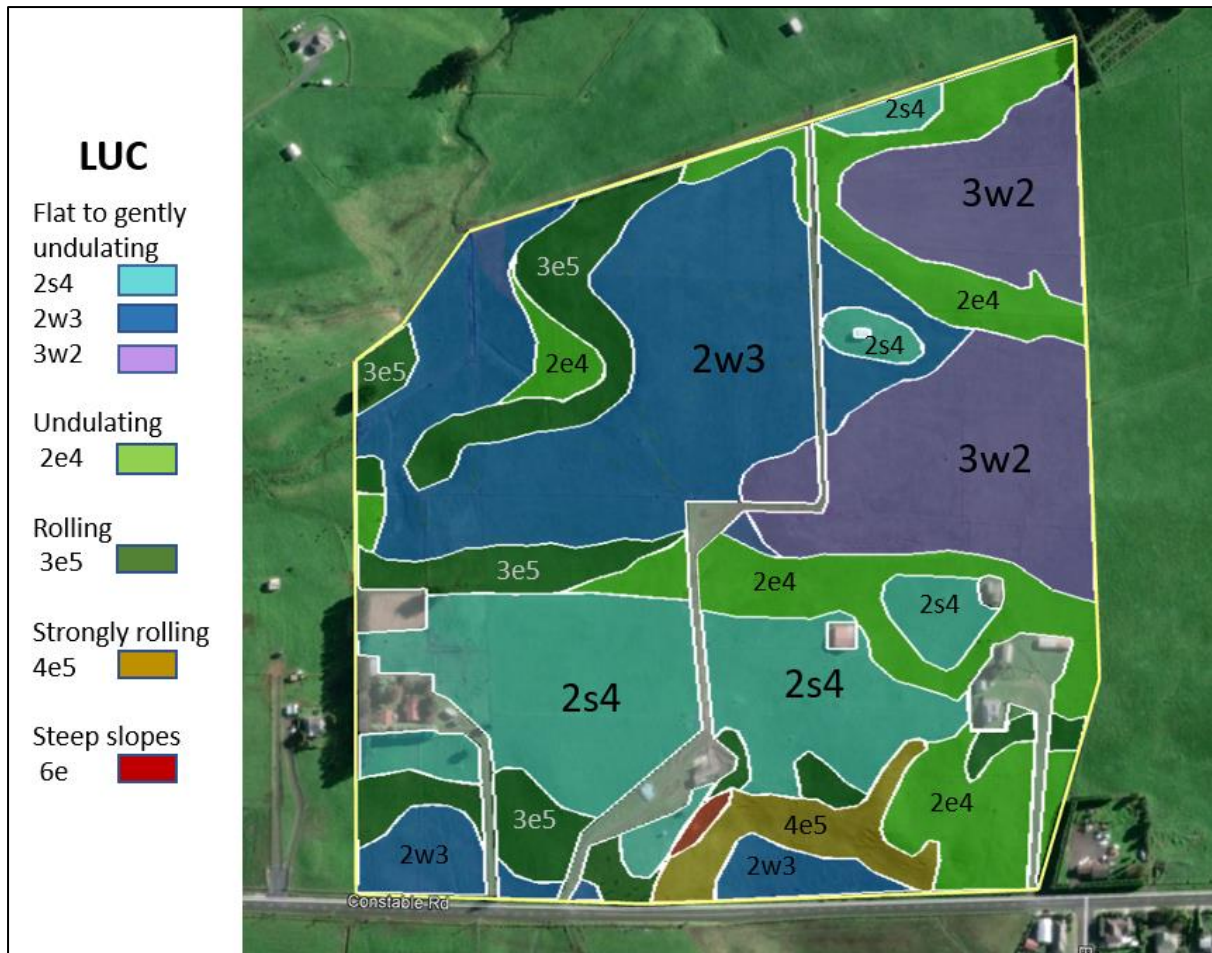 LUC
Flat to gently
undulating
2s4
2w3
3w2
Undulating
2e4
Rolling
3e5
Strongly rolling
4e5
Steep slopes
6e
2s4
3w2
3e5
2e4
2s4
2w3
2e4
3e5
3w2
3e5
2e4
2s4
2s4
2s4
3e5
4e5
2e4
2w3
2w3
Constable Rd